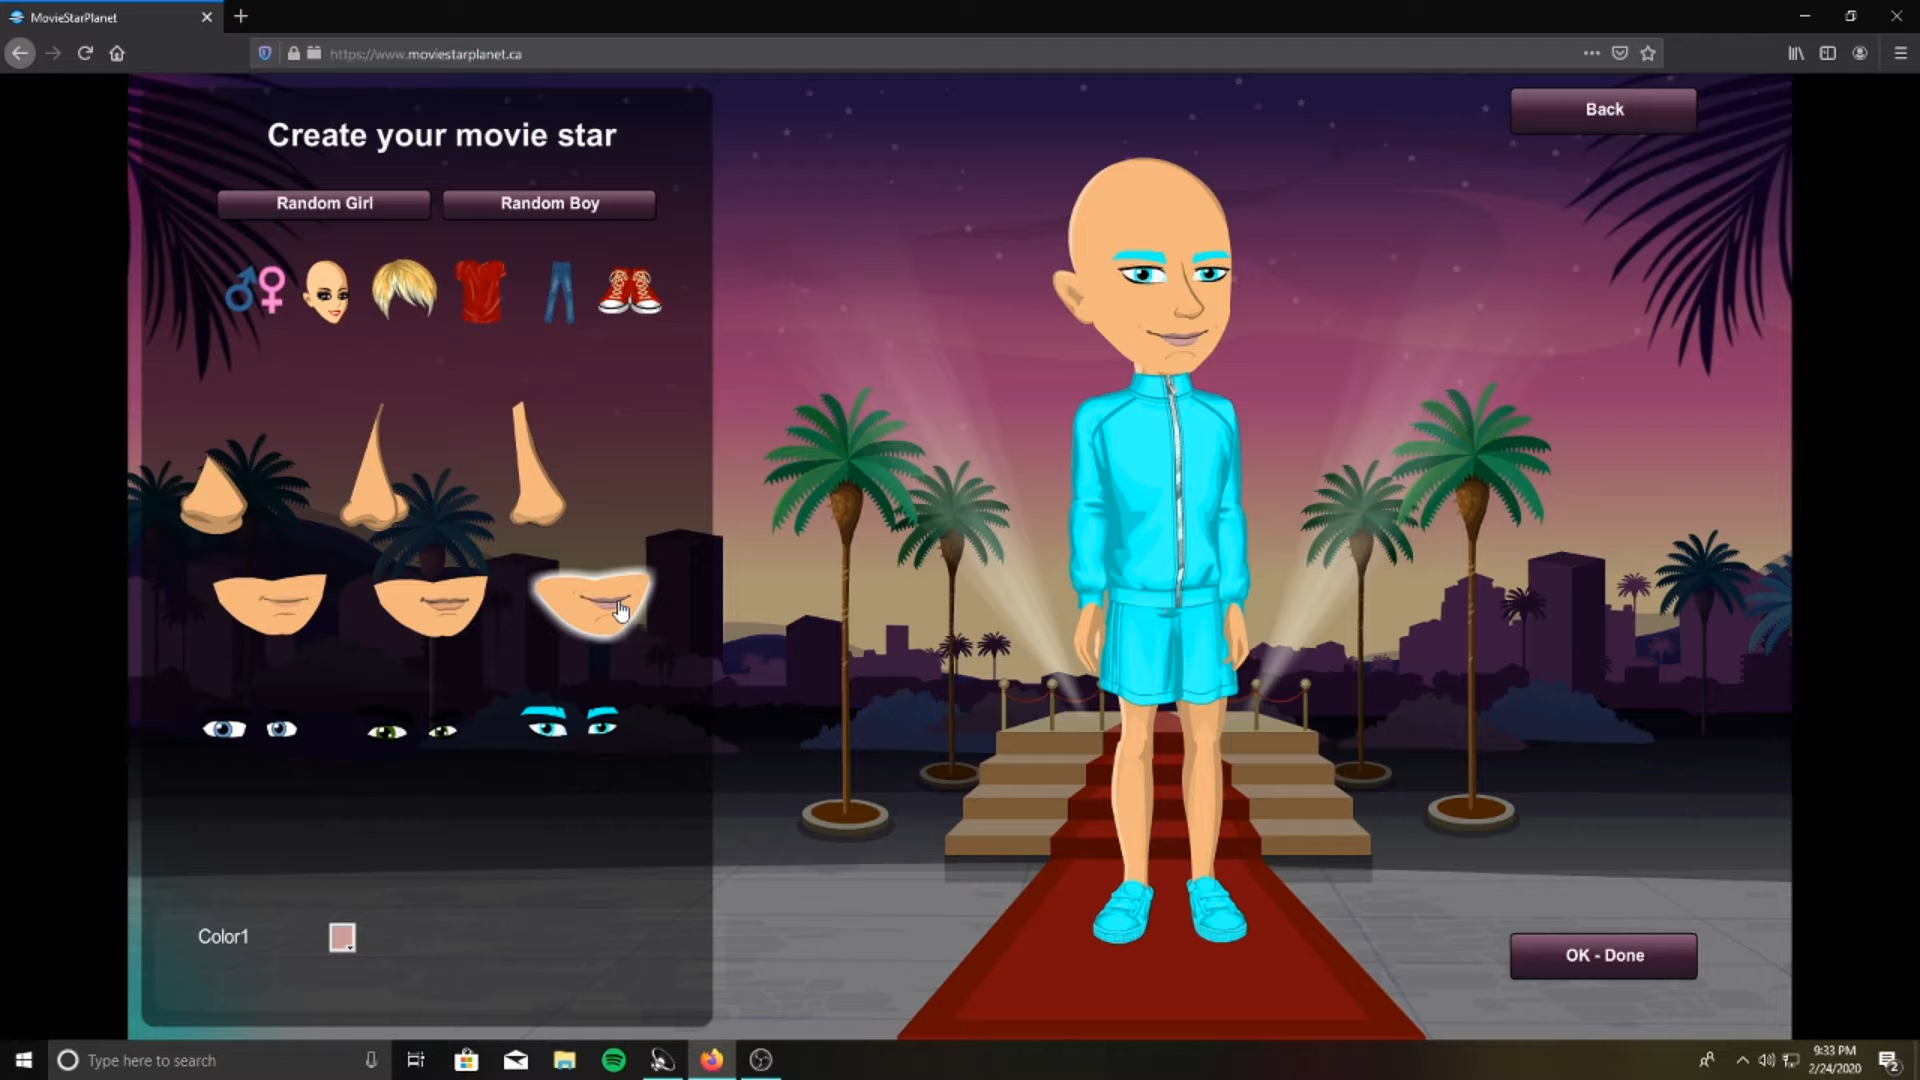 MovieStarPlanet
https://www.moviestarplanet.ca
Create your movie star
Back
Random Girl
Random Boy
Color1
OK - Done
Type here to search
9:33 PM
2/24/2020
2